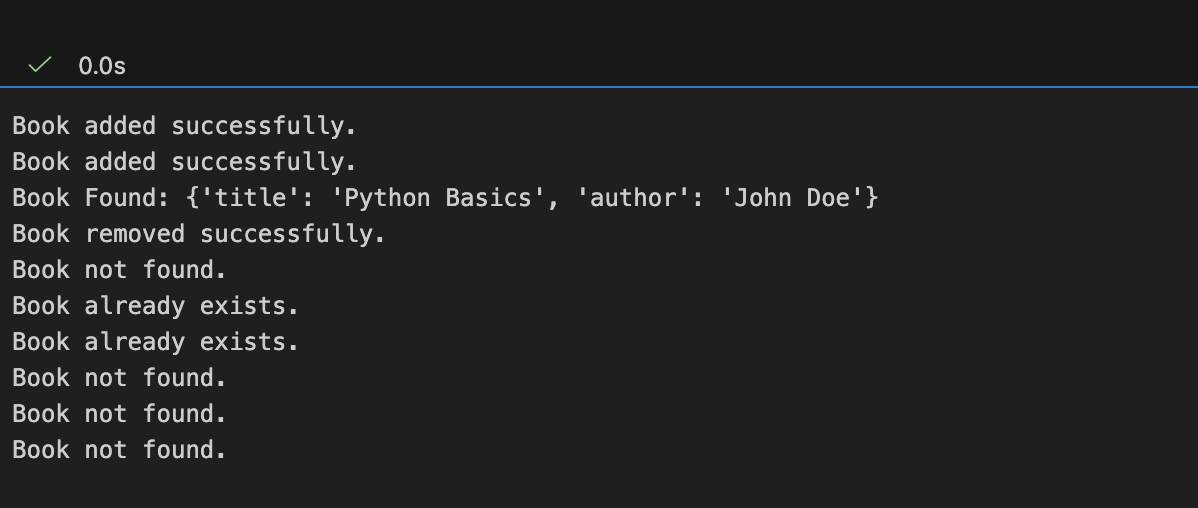 0.0s
Book added successfully.
Book added successfully.
Book Found: {'title': 'Python Basics', 'author': 'John Doe'}
Book removed successfully.
Book not found.
Book already exists.
Book already exists.
Book not found.
Book not found.
Book not found.